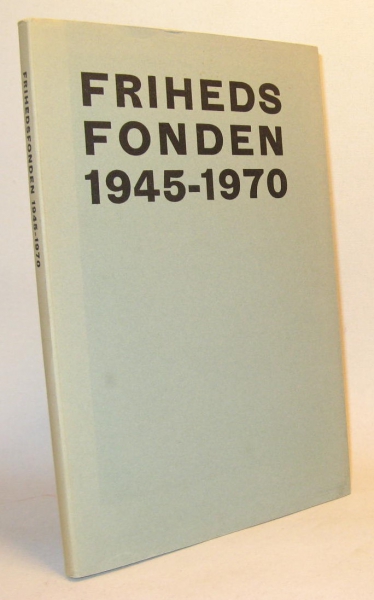 FRIHEDS
FONDEN
1945-1970
FRIHEDSFONDEN 1945-1970